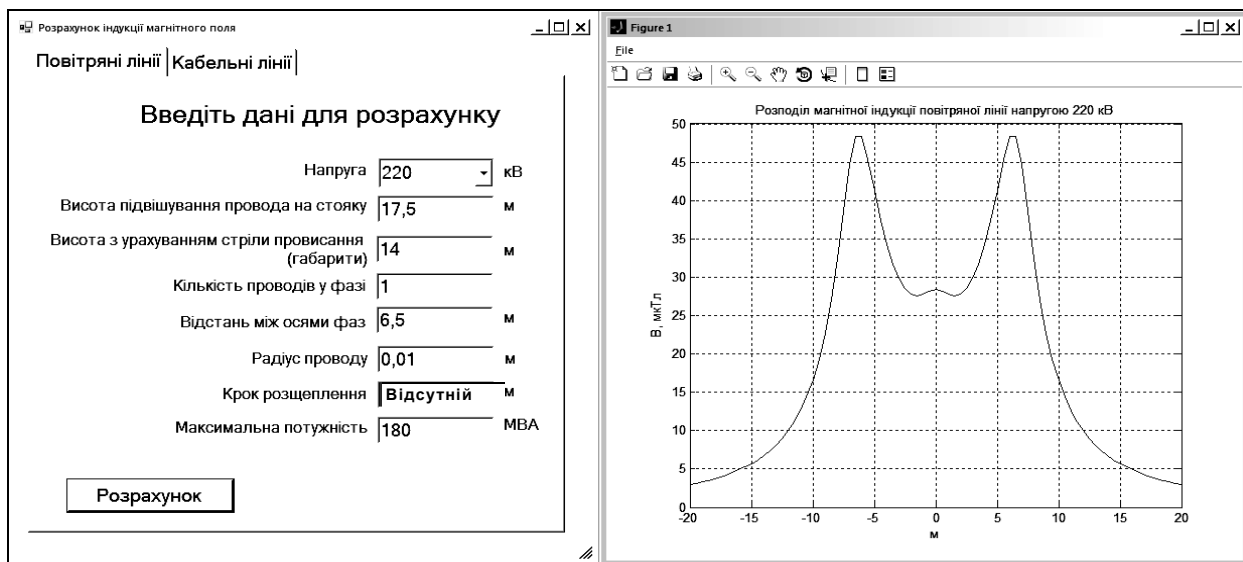 Розрахунок індукції магнітного поля
Повітряні лінії Кабельні лінії
Введіть дані для розрахунку
Напруга 220 кВ
Висота підвішування провода на стояку 17,5 м
Висота з урахуванням стріли провисання
(габарити) 14 м
Кількість проводів у фазі 1
Відстань між осями фаз 6,5 м
Радіус проводу 0,01 м
Крок розщеплення Відсутній м
Максимальна потужність 180 МВА
Розрахунок
Figure 1
File
Розподіл магнітної індукції повітряної лінії напругою 220 кВ
50
45
40
35
30
25
20
15
10
5
0
В, мкТл
-20 -15 -10 -5 0 5 10 15 20
м